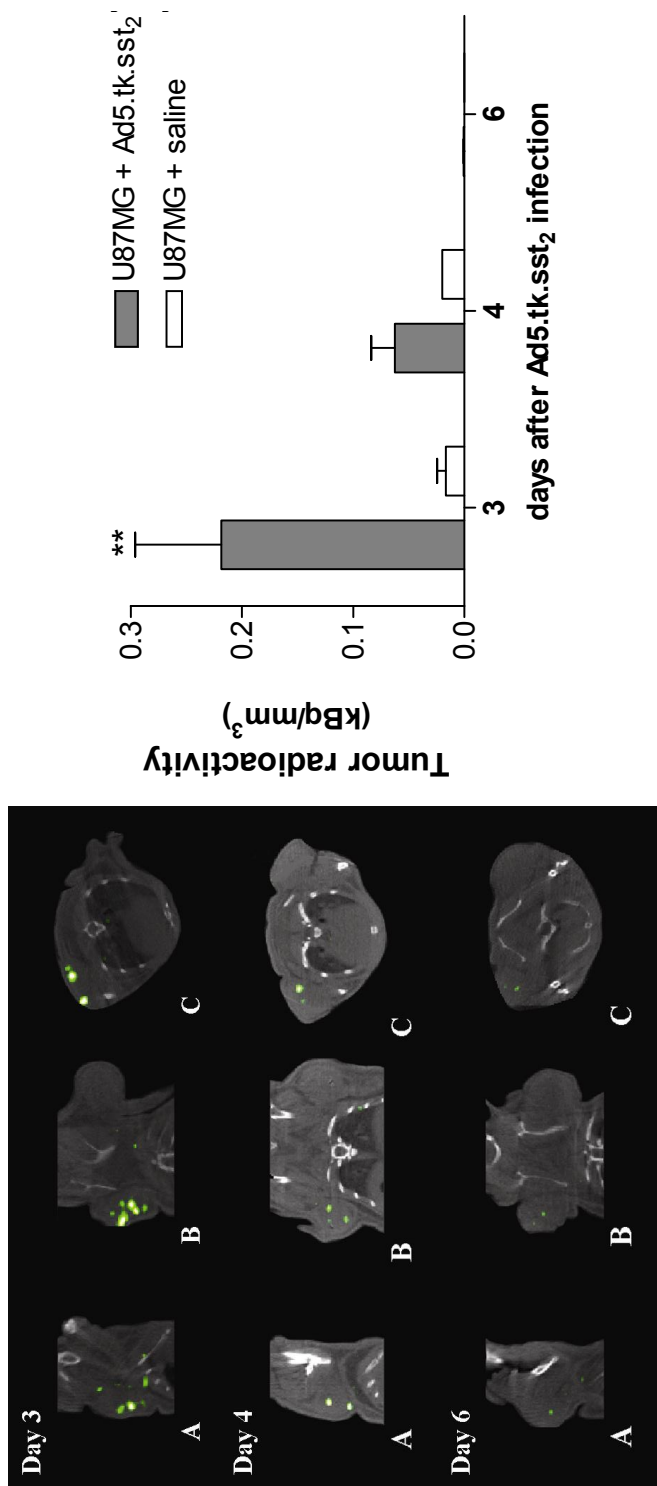 Day 3
A
B
C
Day 4
A
B
C
Day 6
A
B
C
U87MG + Ad5.tk.sst₂
U87MG + saline
Tumor radioactivity
(kBq/mm³)
0.3
0.2
0.1
0.0
**
3
4
6
days after Ad5.tk.sst₂ infection